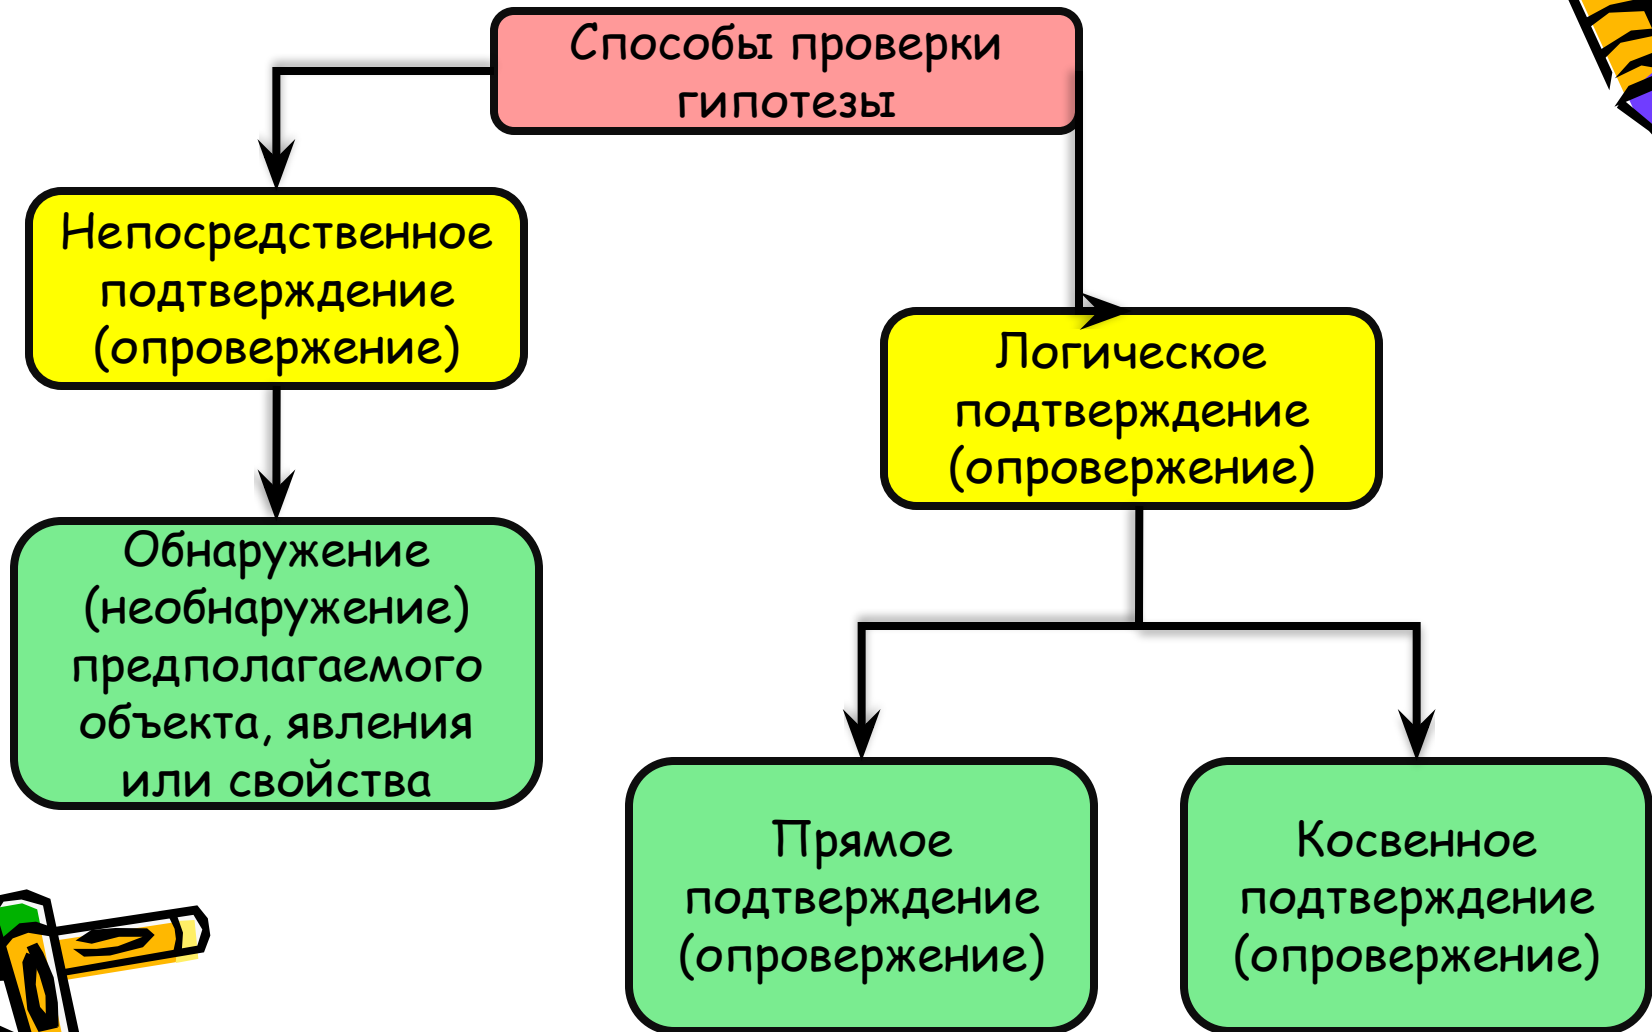 Способы проверки
гипотезы
Непосредственное
подтверждение
(опровержение)
Логическое
подтверждение
(опровержение)
Обнаружение
(необнаружение)
предполагаемого
объекта, явления
или свойства
Прямое
подтверждение
(опровержение)
Косвенное
подтверждение
(опровержение)